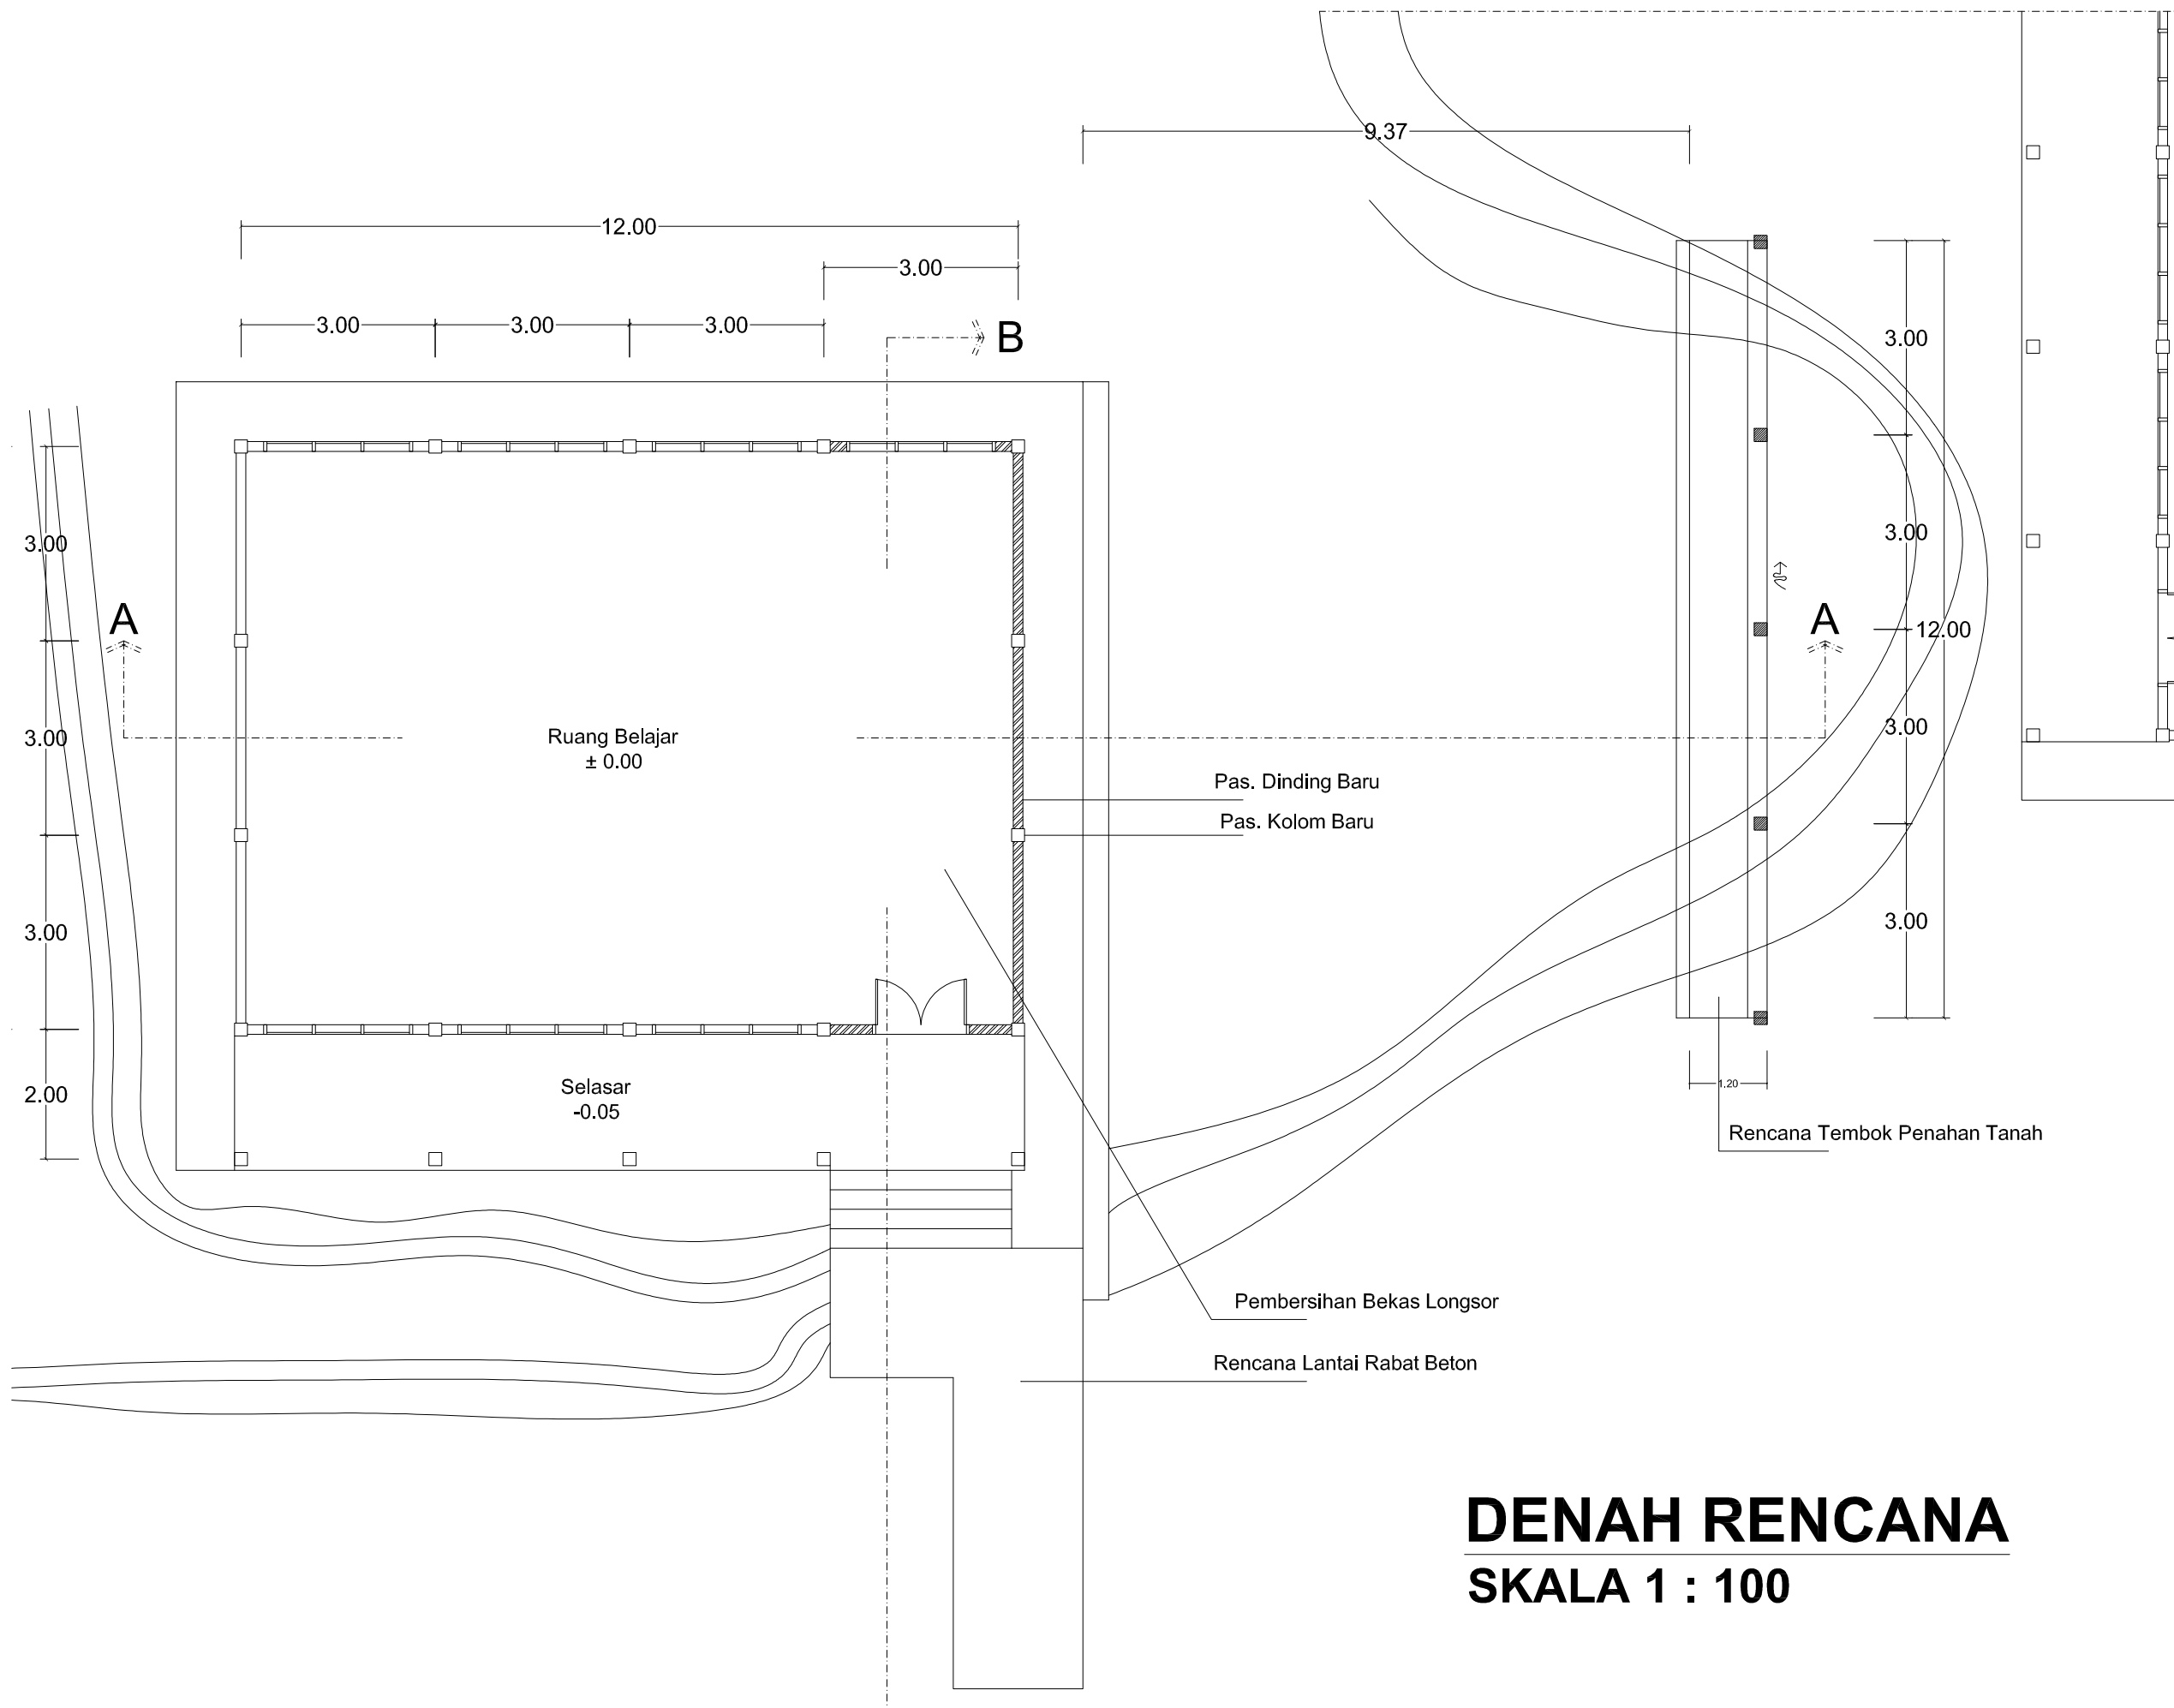 9.37
12.00
3.00
3.00
3.00
3.00
B
3.00
3.00
3.00
12.00
3.00
3.00
3.00
3.00
3.00
2.00
A
A
Ruang Belajar
± 0.00
Pas. Dinding Baru
Pas. Kolom Baru
Selasar
-0.05
1.20
Rencana Tembok Penahan Tanah
Pembersihan Bekas Longsor
Rencana Lantai Rabat Beton
DENAH RENCANA
SKALA 1 : 100